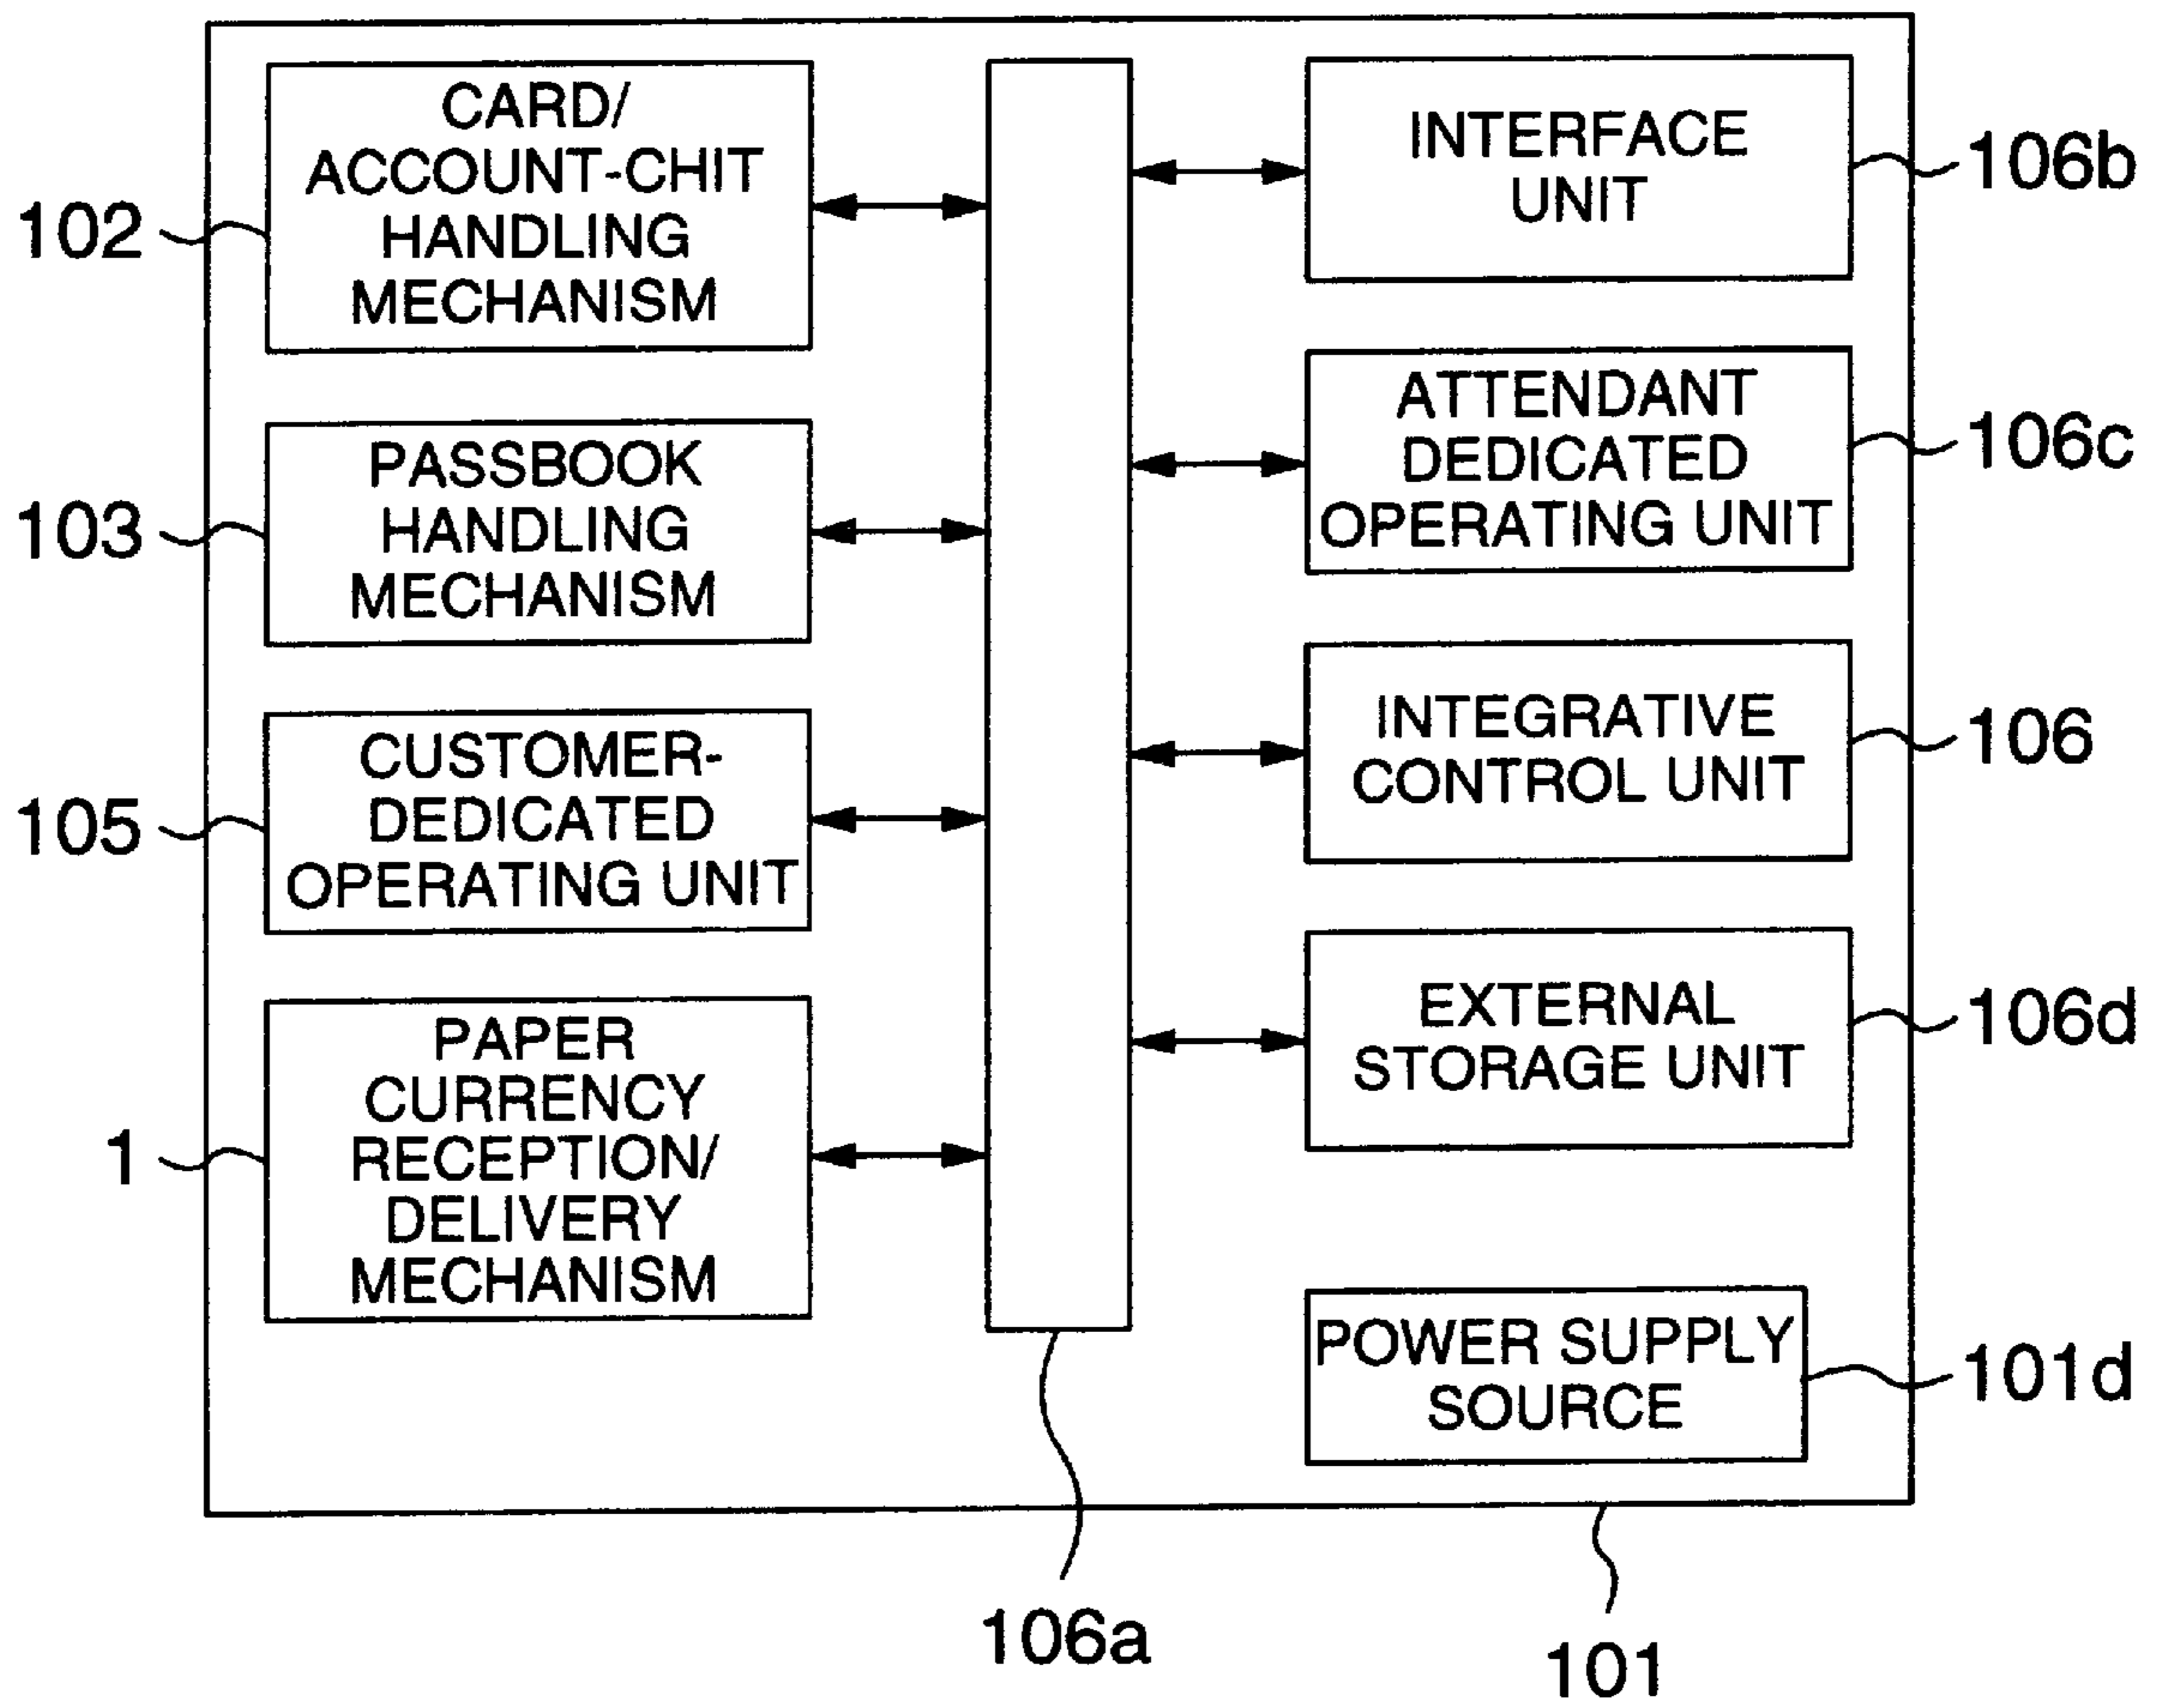 CARD/
ACCOUNT-CHIT
HANDLING
MECHANISM
102
PASSBOOK
HANDLING
MECHANISM
103
CUSTOMER-
DEDICATED
OPERATING UNIT
105
PAPER
CURRENCY
RECEPTION/
DELIVERY
MECHANISM
1
INTERFACE
UNIT
106b
ATTENDANT
DEDICATED
OPERATING UNIT
106c
INTEGRATIVE
CONTROL UNIT
106
EXTERNAL
STORAGE UNIT
106d
POWER SUPPLY
SOURCE
101d
106a
101